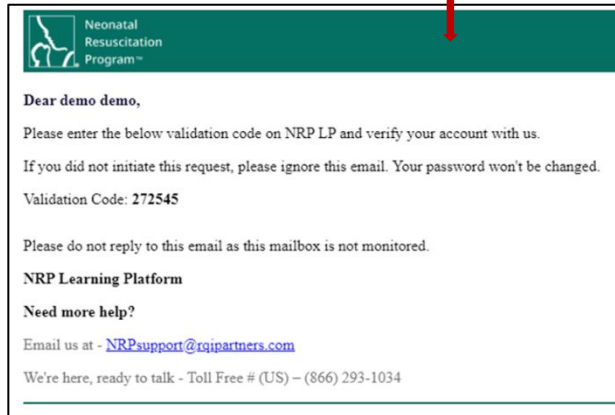 Neonatal
Resuscitation
Program™
Dear demo demo,
Please enter the below validation code on NRP LP and verify your account with us.
If you did not initiate this request, please ignore this email. Your password won't be changed.
Validation Code: 272545
Please do not reply to this email as this mailbox is not monitored.
NRP Learning Platform
Need more help?
Email us at - NRPsupport@rqipartners.com
We're here, ready to talk - Toll Free # (US) – (866) 293-1034